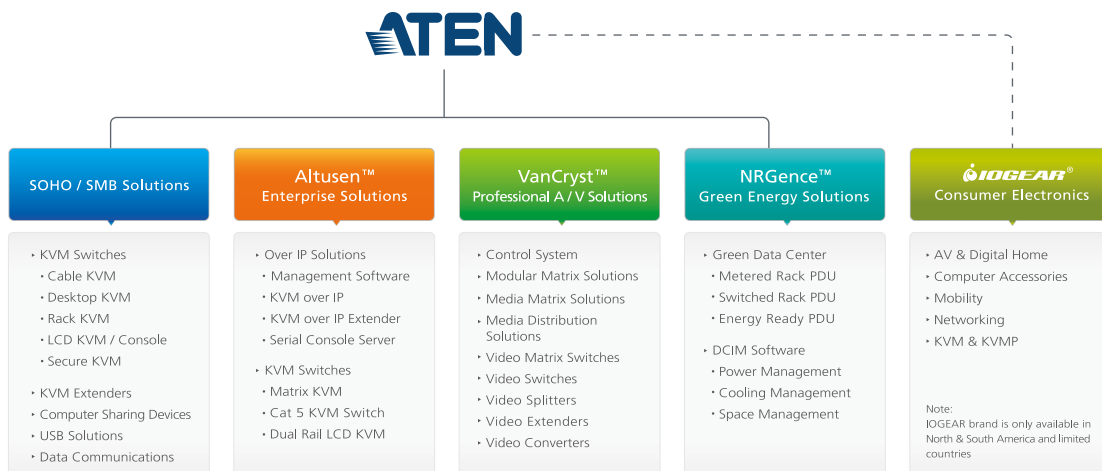 ATEN
SOHO / SMB Solutions
‣ KVM Switches
• Cable KVM
• Desktop KVM
• Rack KVM
• LCD KVM / Console
• Secure KVM
‣ KVM Extenders
‣ Computer Sharing Devices
‣ USB Solutions
‣ Data Communications
Altusen™
Enterprise Solutions
‣ Over IP Solutions
• Management Software
• KVM over IP
• KVM over IP Extender
• Serial Console Server
‣ KVM Switches
• Matrix KVM
• Cat 5 KVM Switch
• Dual Rail LCD KVM
VanCryst™
Professional A / V Solutions
‣ Control System
‣ Modular Matrix Solutions
‣ Media Matrix Solutions
‣ Media Distribution
Solutions
‣ Video Matrix Switches
‣ Video Switches
‣ Video Splitters
‣ Video Extenders
‣ Video Converters
NRGence™
Green Energy Solutions
‣ Green Data Center
• Metered Rack PDU
• Switched Rack PDU
• Energy Ready PDU
‣ DCIM Software
• Power Management
• Cooling Management
• Space Management
IOGEAR®
Consumer Electronics
‣ AV & Digital Home
‣ Computer Accessories
‣ Mobility
‣ Networking
‣ KVM & KVMP
Note:
IOGEAR brand is only available in
North & South America and limited
countries